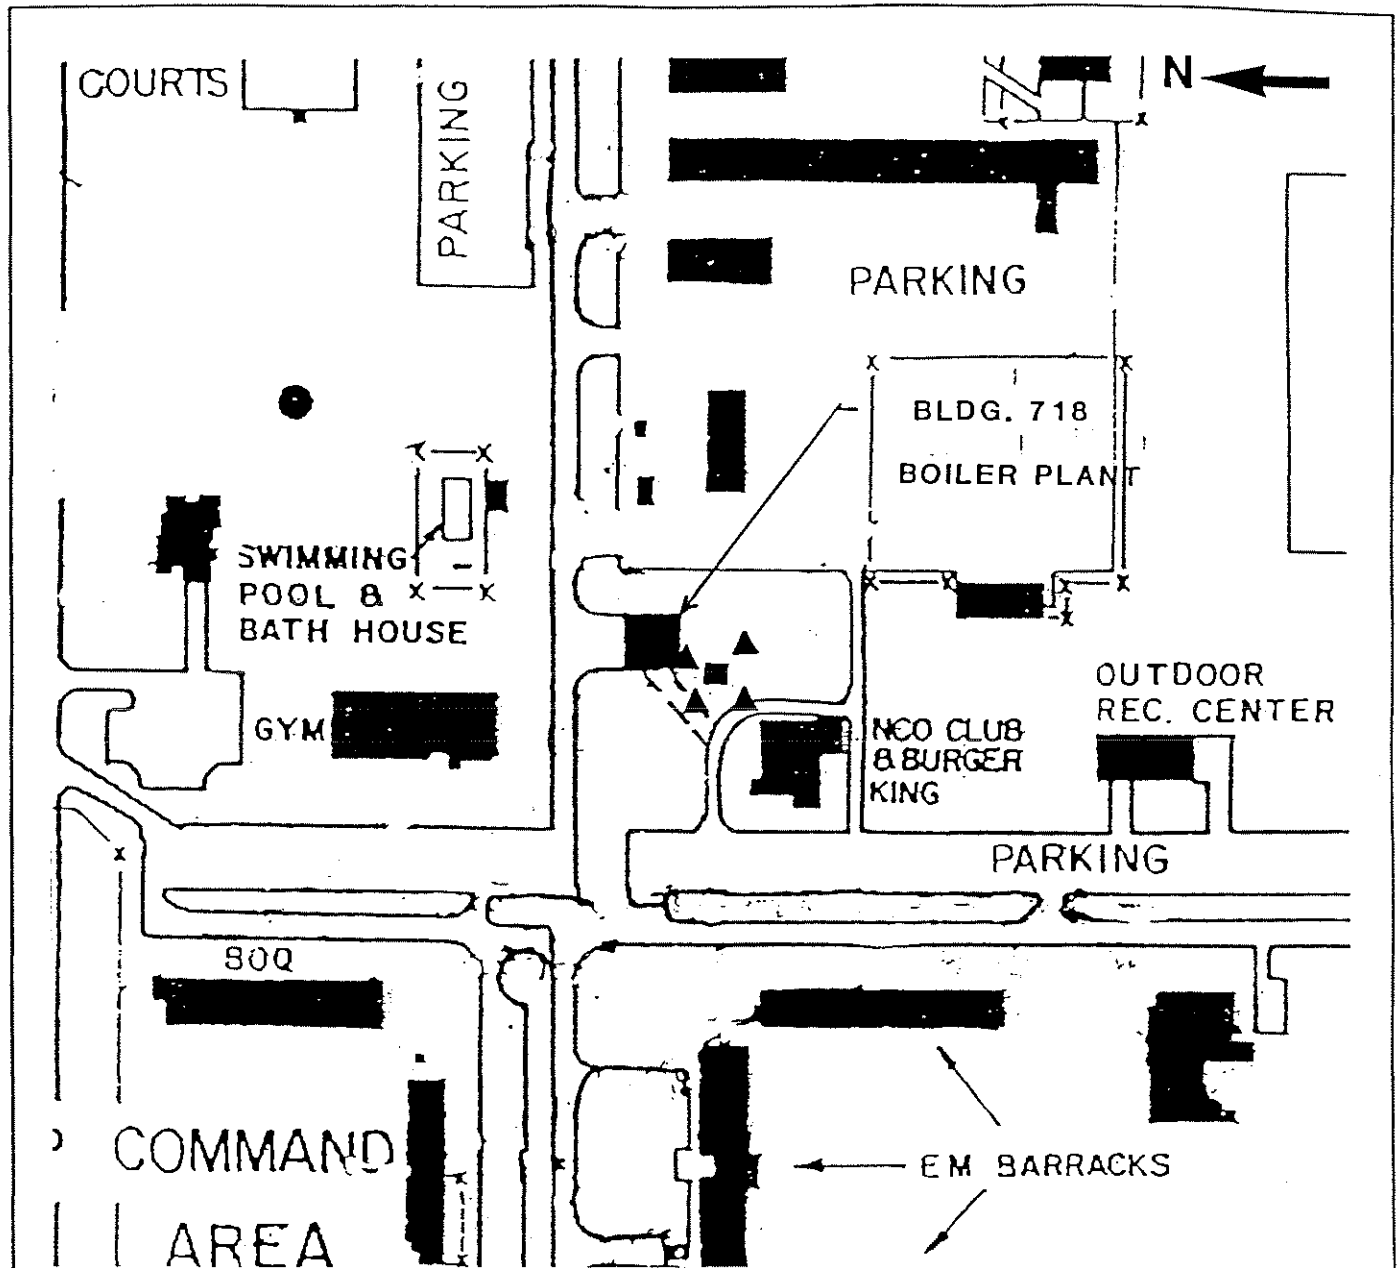 COURTS
PARKING
N
PARKING
BLDG. 718
BOILER PLANT
SWIMMING
POOL &
BATH HOUSE
GYM
OUTDOOR
REC. CENTER
NCO CLUB
& BURGER
KING
PARKING
BOQ
COMMAND
AREA
EM BARRACKS